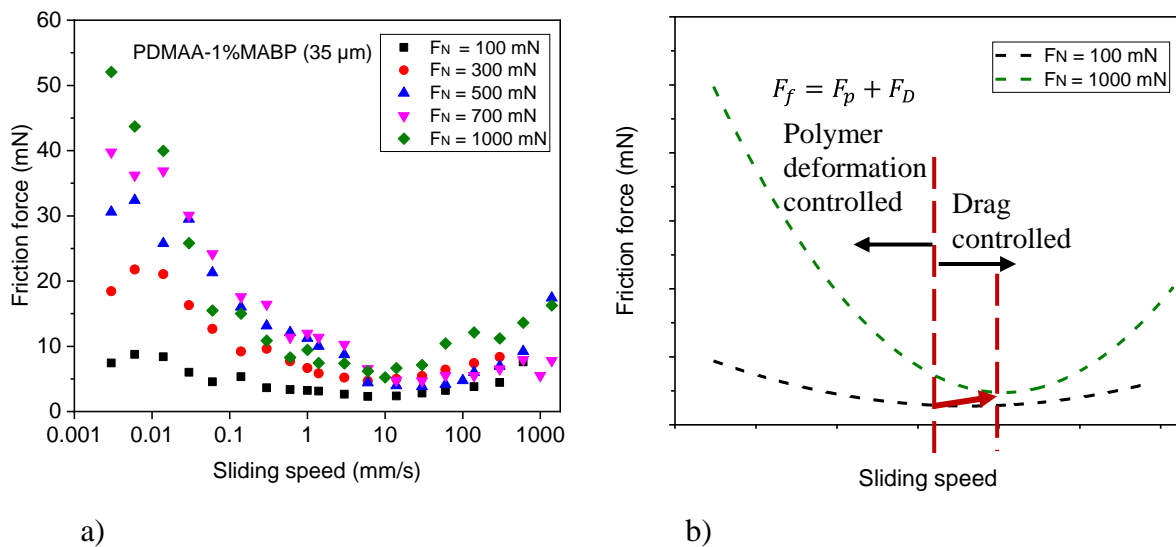 60
50
40
30
20
10
0
Friction force (mN)
PDMAA-1%MABP (35 µm)
FN = 100 mN
FN = 300 mN
FN = 500 mN
FN = 700 mN
FN = 1000 mN
0.001 0.01 0.1 1 10 100 1000
Sliding speed (mm/s)
a)
Friction force (mN)
FN = 100 mN
FN = 1000 mN
F_f = F_p + F_D
Polymer
deformation
controlled
Drag
controlled
Sliding speed
b)